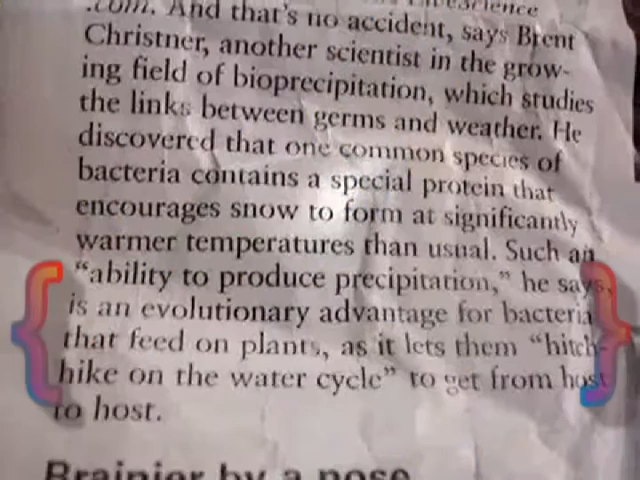 .com. And that's no accident, says Brent
Christner, another scientist in the grow-
ing field of bioprecipitation, which studies
the links between germs and weather. He
discovered that one common species of
bacteria contains a special protein that
encourages snow to form at significantly
warmer temperatures than usual. Such an
“ability to produce precipitation,” he says,
is an evolutionary advantage for bacteria
that feed on plants, as it lets them “hitch-
hike on the water cycle” to get from host
to host.
Brainier by a nose